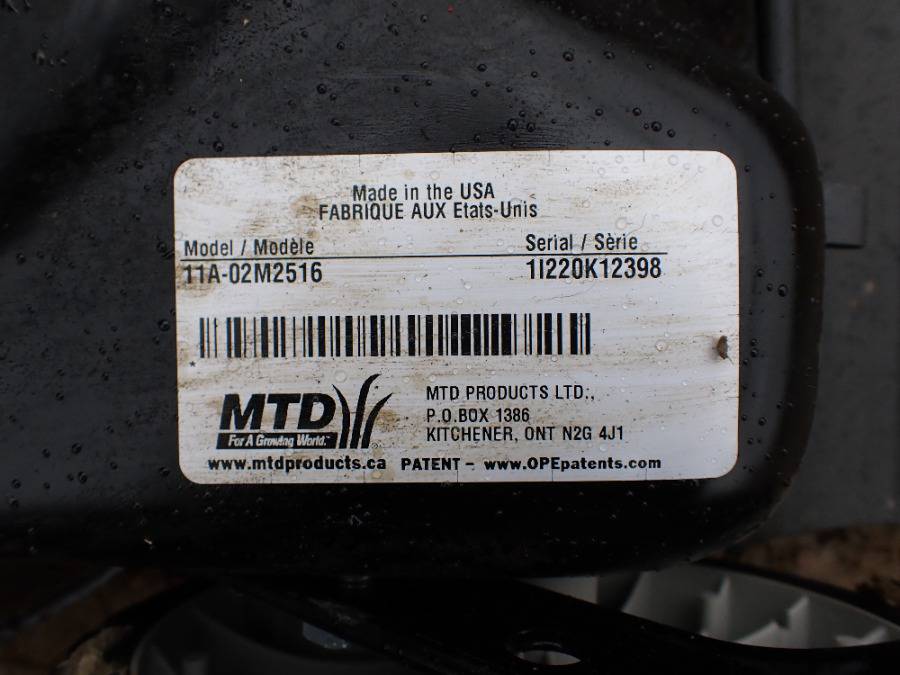 Made in the USA
FABRIQUE AUX Etats-Unis
Model / Modèle Serial / Sèrie
11A-02M2516 1I220K12398
MTD
For A Growing World.™
MTD PRODUCTS LTD.,
P.O.BOX 1386
KITCHENER, ONT N2G 4J1
www.mtdproducts.ca PATENT - www.OPEpatents.com